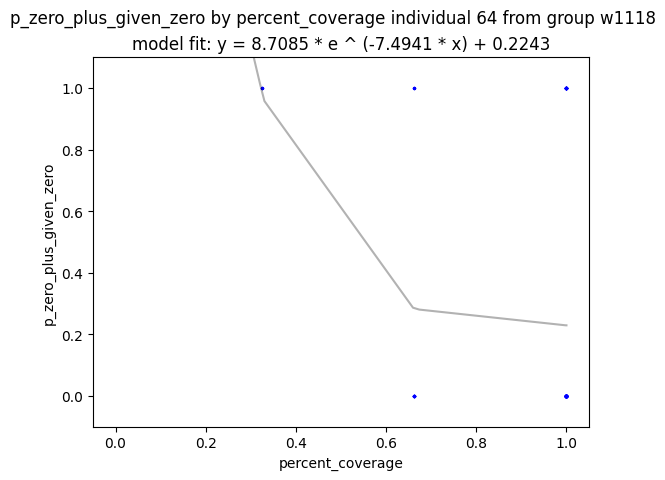 p_zero_plus_given_zero by percent_coverage individual 64 from group w1118
model fit: y = 8.7085 * e ^ (-7.4941 * x) + 0.2243
1.0
0.8
0.6
0.4
0.2
0.0
p_zero_plus_given_zero
0.0 0.2 0.4 0.6 0.8 1.0
percent_coverage